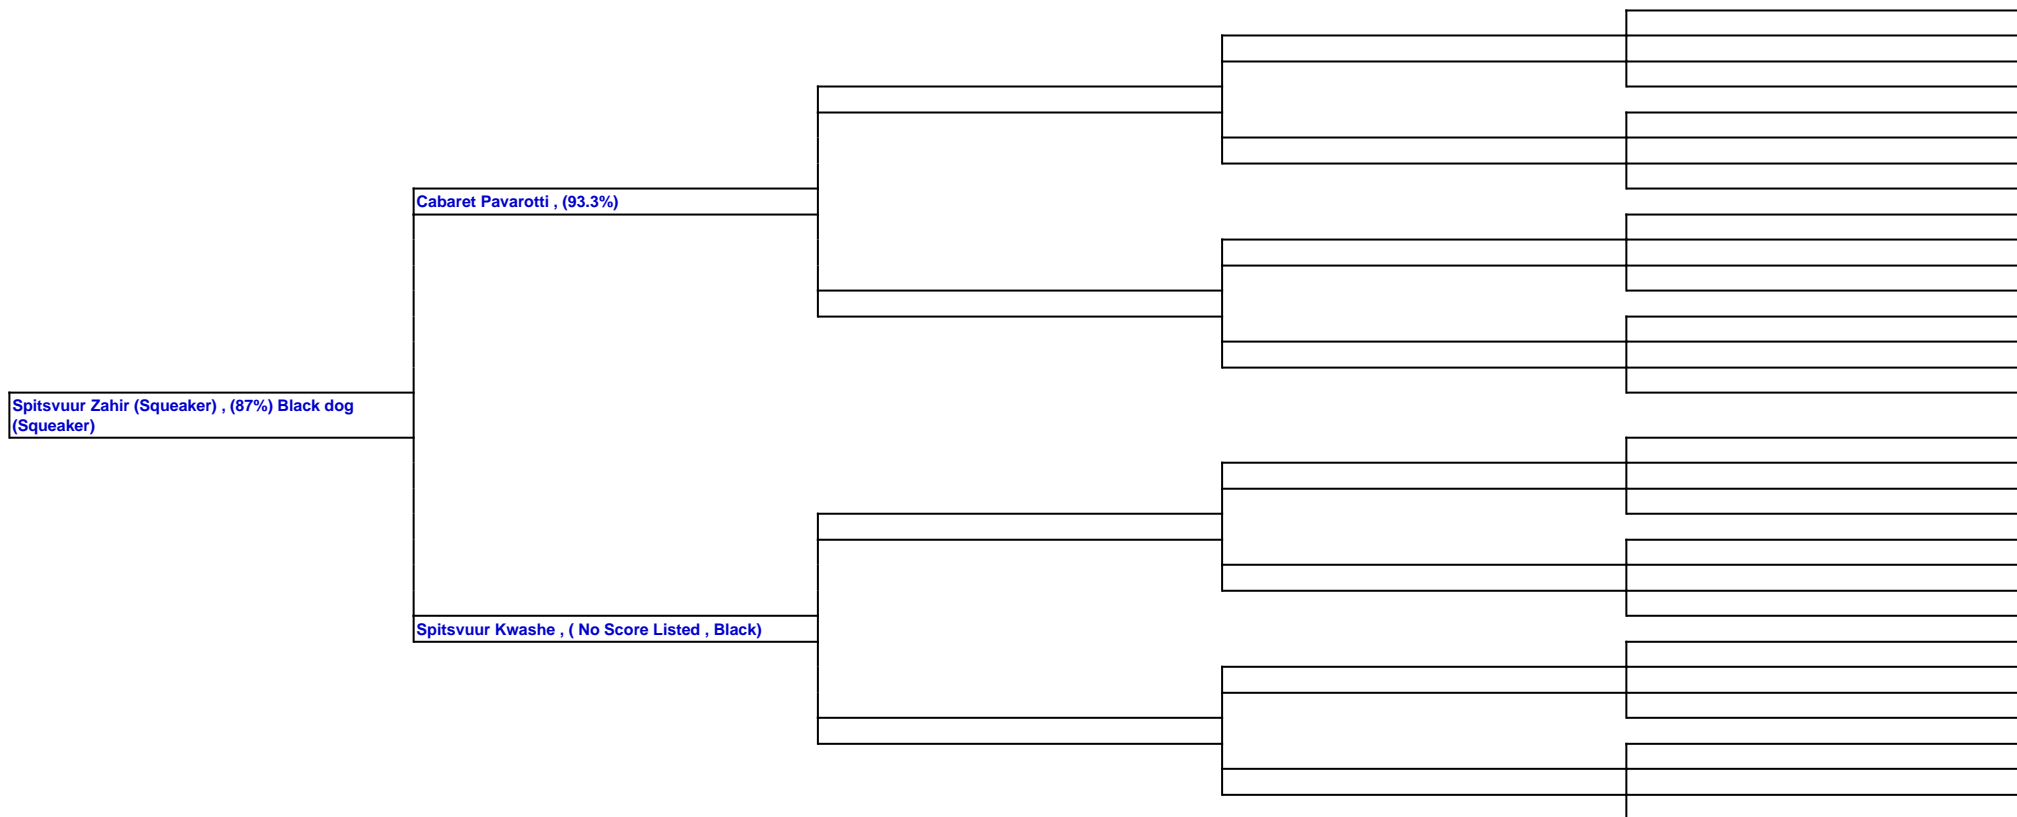 Cabaret Pavarotti , (93.3%)
Spitsvuur Zahir (Squeaker) , (87%) Black dog
(Squeaker)
Spitsvuur Kwashe , ( No Score Listed , Black)